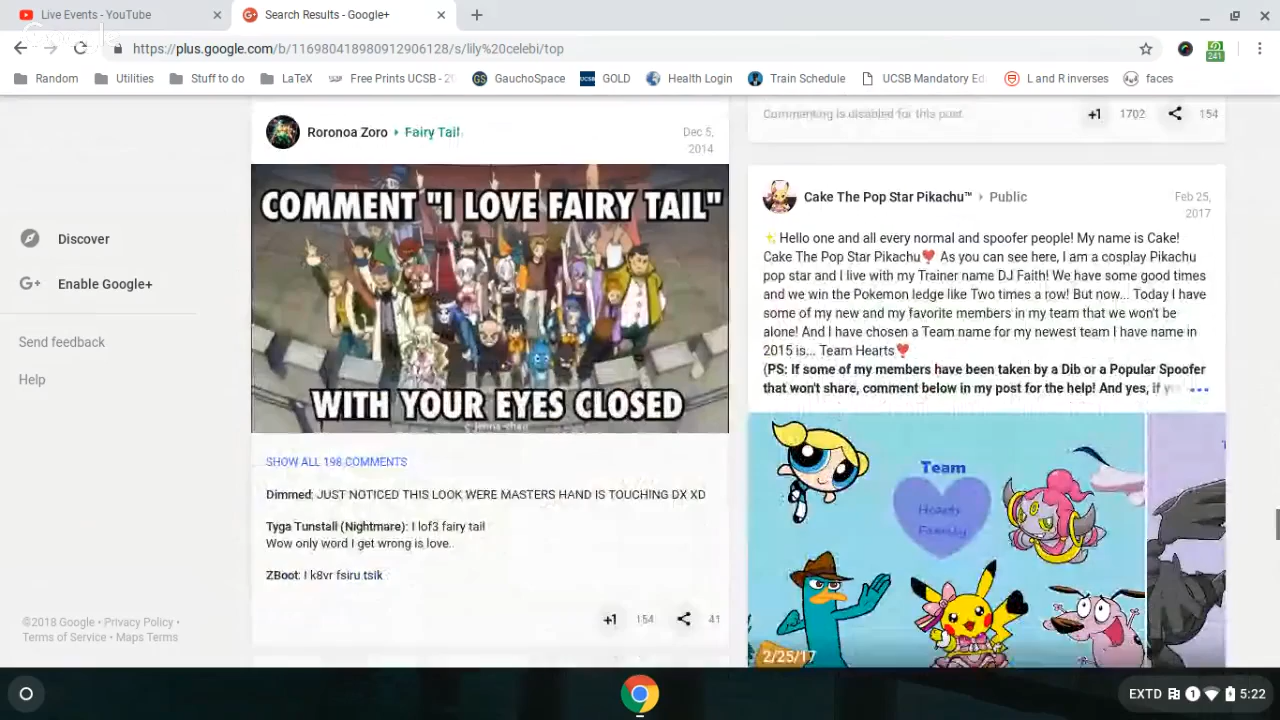 Live Events - YouTube
Search Results - Google+
https://plus.google.com/b/116980418980912906128/s/lily%20celebi/top
241
Random
Utilities
Stuff to do
LaTeX
Free Prints UCSB - 29
GauchoSpace
UCSB
GOLD
Health Login
Train Schedule
UCSB Mandatory Ed
L and R inverses
faces
Discover
Enable Google+
Send feedback
Help
©2018 Google • Privacy Policy •
Terms of Service • Maps Terms
Roronoa Zoro ▸ Fairy Tail
Dec 5,
2014
COMMENT "I LOVE FAIRY TAIL"
WITH YOUR EYES CLOSED
SHOW ALL 198 COMMENTS
Dimmed: JUST NOTICED THIS LOOK WERE MASTERS HAND IS TOUCHING DX XD
Tyga Tunstall (Nightmare): I lof3 fairy tail
Wow only word I get wrong is love..
ZBoot: I k8vr fsiru tsik
+1 154 41
Commenting is disabled for this post.
+1 1702 154
Cake The Pop Star Pikachu™ ▸ Public
Feb 25,
2017
✨Hello one and all every normal and spoofer people! My name is Cake!
Cake The Pop Star Pikachu❣️ As you can see here, I am a cosplay Pikachu
pop star and I live with my Trainer name DJ Faith! We have some good times
and we win the Pokemon ledge like Two times a row! But now... Today I have
some of my new and my favorite members in my team that we won't be
alone! And I have chosen a Team name for my newest team I have name in
2015 is... Team Hearts❣️
(PS: If some of my members have been taken by a Dib or a Popular Spoofer
that won't share, comment below in my post for the help! And yes, if
Team
Hearts
Family
2/25/17
EXTD 1 5:22